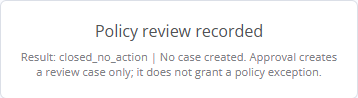 Policy review recorded
Result: closed_no_action | No case created. Approval creates
a review case only; it does not grant a policy exception.